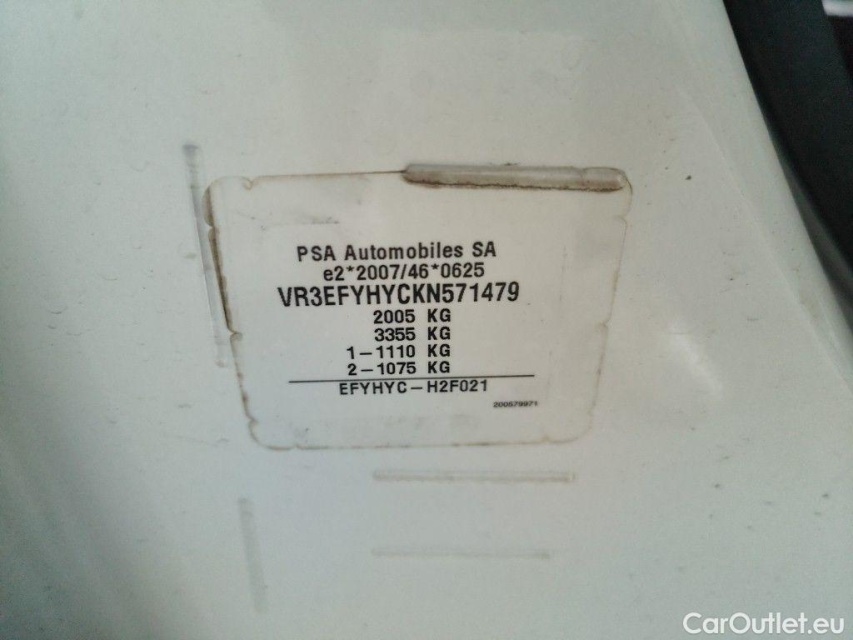 PSA Automobiles SA
e2*2007/46*0625
VR3EFYHYCKN571479
2005 KG
3355 KG
1-1110 KG
2-1075 KG
EFYHYC-H2F021
200579971
CarOutlet.eu